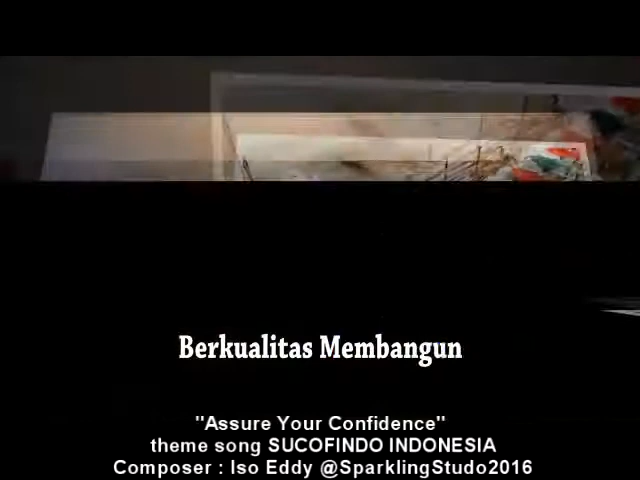 Berkualitas Membangun
"Assure Your Confidence"
theme song SUCOFINDO INDONESIA
Composer : Iso Eddy @SparklingStudo2016